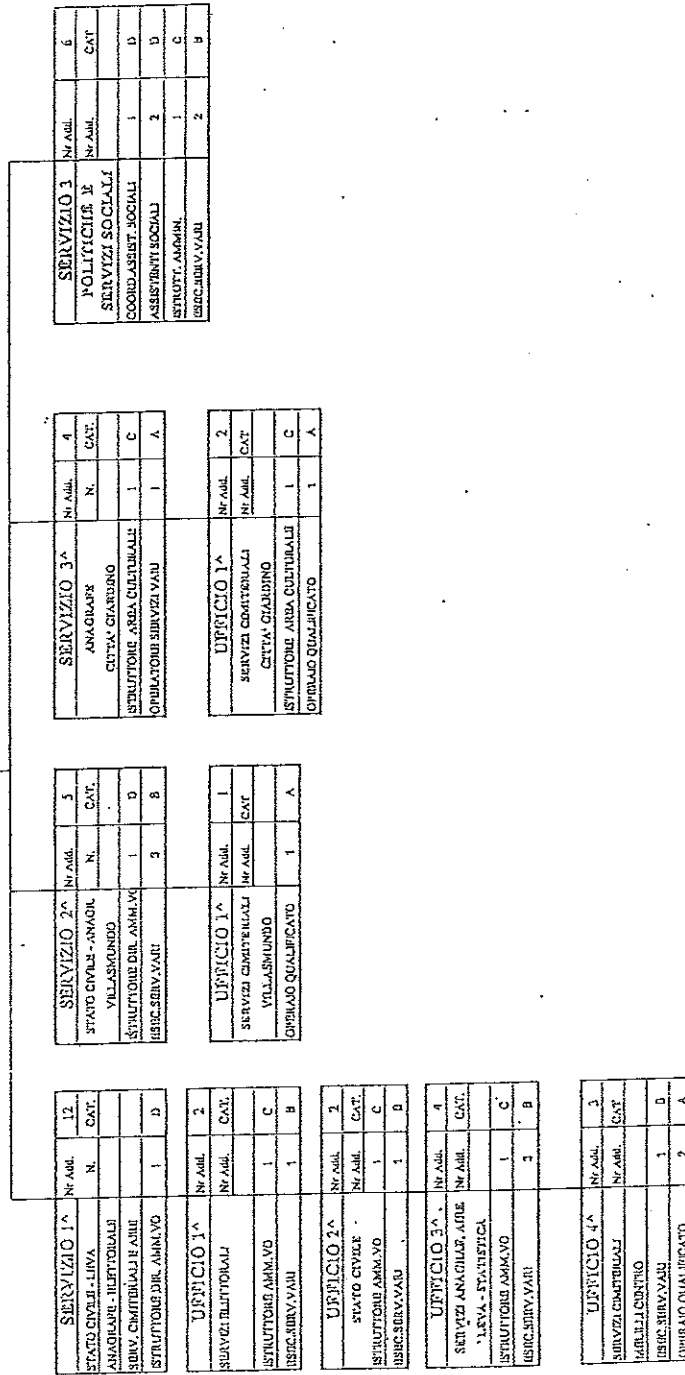 SERVIZIO 1^ Nr Add. 12
STATO CIVILE - LEVA N. CAT.
ANAGRAFE - ELETTORALI
SERV. CIMITERIALI E AIRE
ISTRUTTORE DIR. AMM.VO 1 D
UFFICIO 1^ Nr Add. 2
SERVIZI ELETTORALI Nr Add. CAT.
ISTRUTTORE AMM.VO 1 C
ESEC.SERV.VARI 1 B
UFFICIO 2^ Nr Add. 2
STATO CIVILE - Nr Add. CAT.
ISTRUTTORE AMM.VO 1 C
ESEC.SERV.VARI 1 B
UFFICIO 3^ Nr Add. 4
SERVIZI ANAGRAF. AIRE Nr Add. CAT.
LEVA - STATISTICA
ISTRUTTORE AMM.VO 1 C
ESEC.SERV.VARI 3 B
UFFICIO 4^ Nr Add. 3
SERVIZI CIMITERIALI Nr Add. CAT
CENTRO
ESEC.SERV.VARI 1 B
OPERAIO QUALIFICATO 2 A
SERVIZIO 2^ Nr Add. 5
STATO CIVILE - ANAGR. N. CAT.
VILLASMUNDO
ISTRUTTORE DIR. AMM.VO 1 D
ESEC.SERV.VARI 3 B
UFFICIO 1^ Nr Add. 1
SERVIZI CIMITERIALI Nr Add. CAT
VILLASMUNDO
OPERAIO QUALIFICATO 1 A
SERVIZIO 3^ Nr Add. 4
ANAGRAFE N. CAT.
CITTA' GIARDINO
ISTRUTTORE AREA CULTURALE 1 C
OPERATORE SERVIZI VARI 1 A
UFFICIO 1^ Nr Add. 2
SERVIZI CIMITERIALI Nr Add. CAT
CITTA' GIARDINO
ISTRUTTORE AREA CULTURALE 1 C
OPERAIO QUALIFICATO 1 A
SERVIZIO 3 Nr Add. 6
POLITICHE E Nr Add. CAT
SERVIZI SOCIALI
COORD.ASSIST. SOCIALI 1 D
ASSISTENTI SOCIALI 2 D
ISTRUTT. AMMIN. 1 C
ESEC.SERV.VARI 2 B